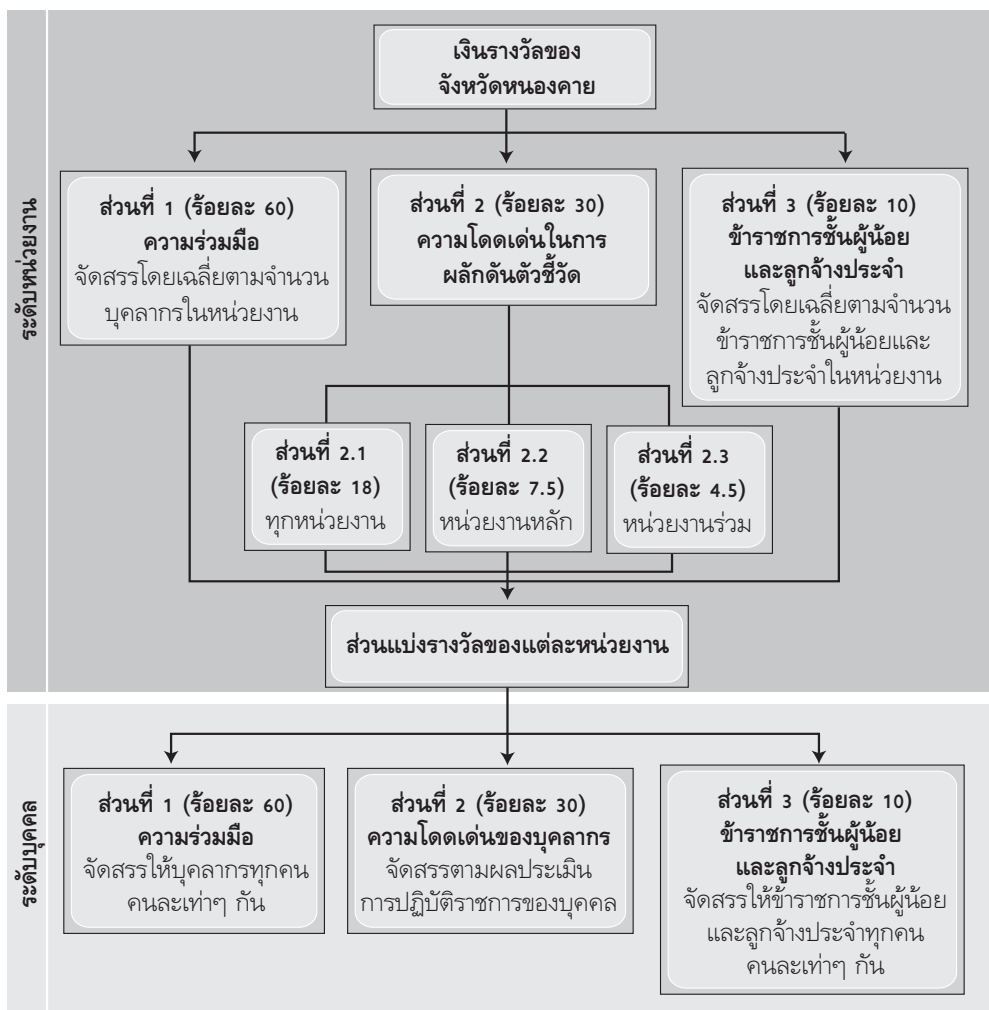 เงินรางวัลของ
จังหวัดหนองคาย
ระดับหน่วยงาน
ส่วนที่ 1 (ร้อยละ 60)
ความร่วมมือ
จัดสรรโดยเฉลี่ยตามจำนวน
บุคลากรในหน่วยงาน
ส่วนที่ 2 (ร้อยละ 30)
ความโดดเด่นในการ
ผลักดันตัวชี้วัด
ส่วนที่ 3 (ร้อยละ 10)
ข้าราชการชั้นผู้น้อย
และลูกจ้างประจำ
จัดสรรโดยเฉลี่ยตามจำนวน
ข้าราชการชั้นผู้น้อยและ
ลูกจ้างประจำในหน่วยงาน
ส่วนที่ 2.1
(ร้อยละ 18)
ทุกหน่วยงาน
ส่วนที่ 2.2
(ร้อยละ 7.5)
หน่วยงานหลัก
ส่วนที่ 2.3
(ร้อยละ 4.5)
หน่วยงานร่วม
ส่วนแบ่งรางวัลของแต่ละหน่วยงาน
ระดับบุคคล
ส่วนที่ 1 (ร้อยละ 60)
ความร่วมมือ
จัดสรรให้บุคลากรทุกคน
คนละเท่าๆ กัน
ส่วนที่ 2 (ร้อยละ 30)
ความโดดเด่นของบุคลากร
จัดสรรตามผลประเมิน
การปฏิบัติราชการของบุคคล
ส่วนที่ 3 (ร้อยละ 10)
ข้าราชการชั้นผู้น้อย
และลูกจ้างประจำ
จัดสรรให้ข้าราชการชั้นผู้น้อย
และลูกจ้างประจำทุกคน
คนละเท่าๆ กัน